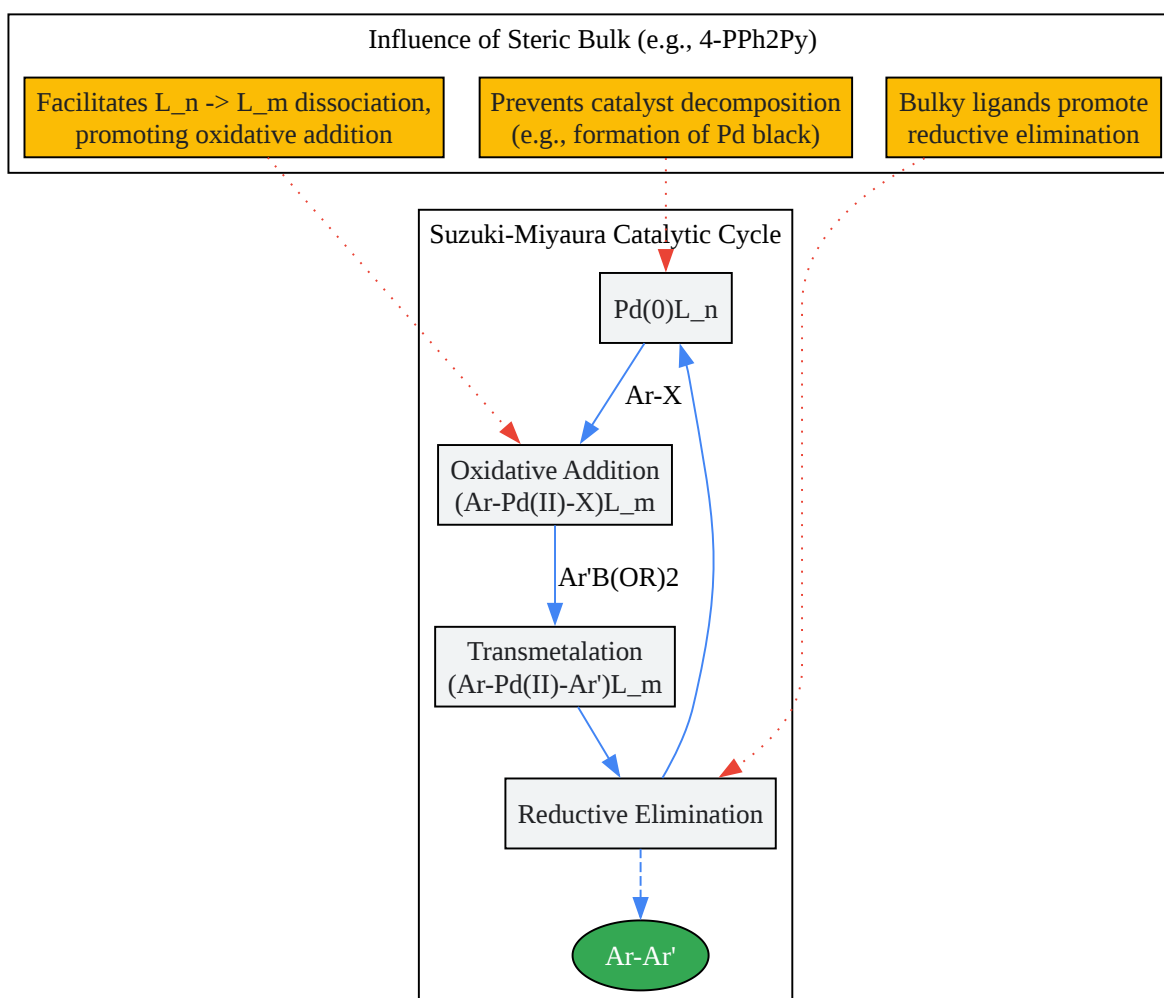 Influence of Steric Bulk (e.g., 4-PPh2Py)
Facilitates L_n -> L_m dissociation,
promoting oxidative addition
Prevents catalyst decomposition
(e.g., formation of Pd black)
Bulky ligands promote
reductive elimination
Suzuki-Miyaura Catalytic Cycle
Pd(0)L_n
Ar-X
Oxidative Addition
(Ar-Pd(II)-X)L_m
Ar'B(OR)2
Transmetalation
(Ar-Pd(II)-Ar')L_m
Reductive Elimination
Ar-Ar'